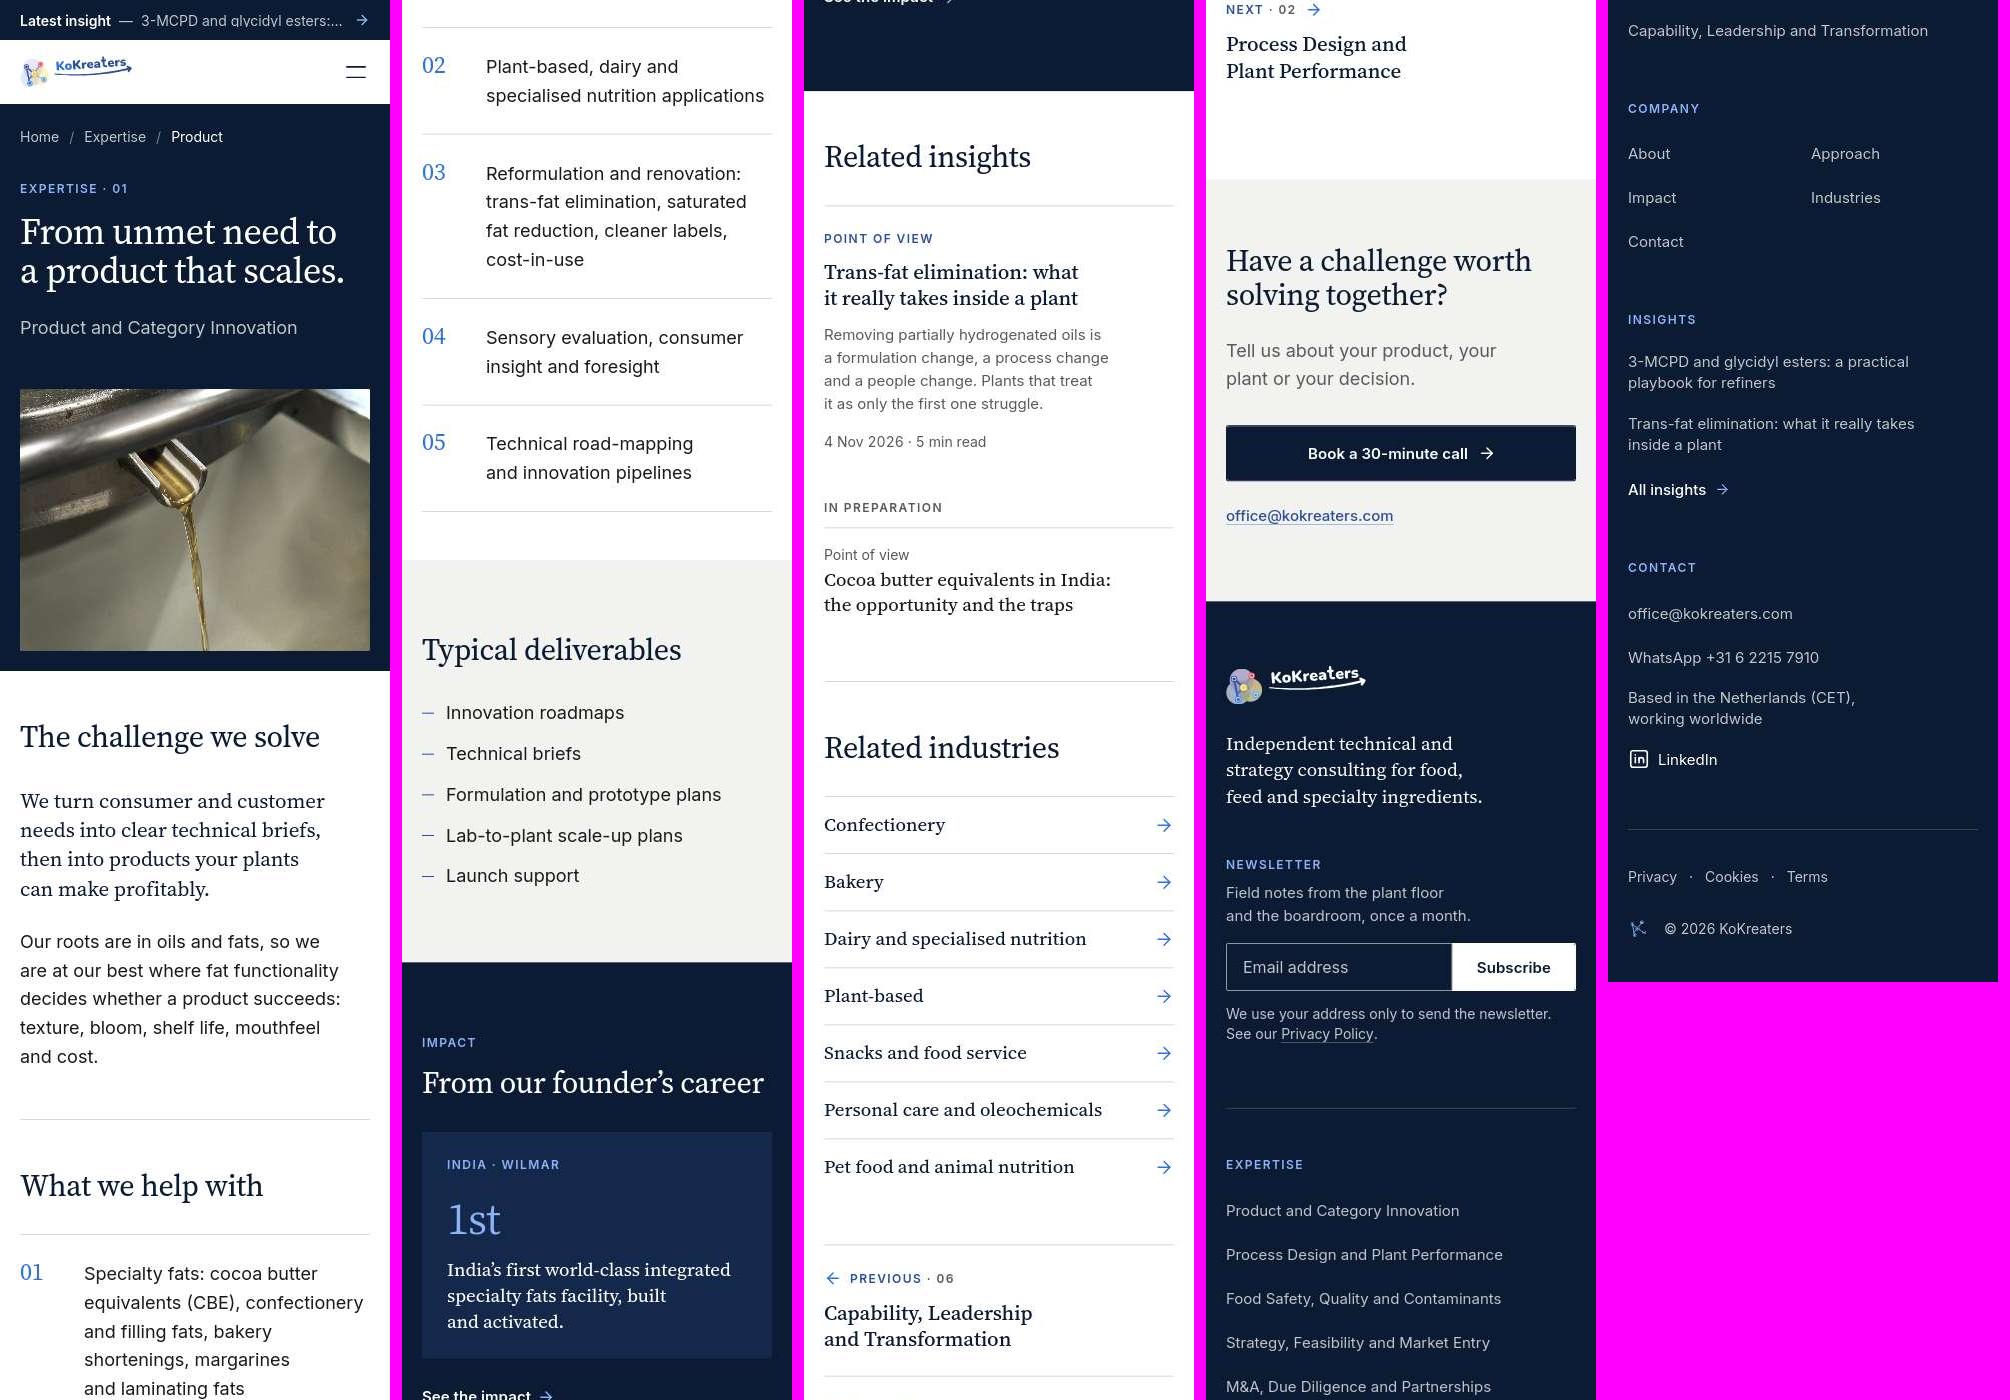 Latest insight — 3-MCPD and glycidyl esters:... →
KoKreaters
Home / Expertise / Product
EXPERTISE · 01
From unmet need to
a product that scales.
Product and Category Innovation
The challenge we solve
We turn consumer and customer
needs into clear technical briefs,
then into products your plants
can make profitably.
Our roots are in oils and fats, so we
are at our best where fat functionality
decides whether a product succeeds:
texture, bloom, shelf life, mouthfeel
and cost.
What we help with
01 Specialty fats: cocoa butter
equivalents (CBE), confectionery
and filling fats, bakery
shortenings, margarines
and laminating fats
02 Plant-based, dairy and
specialised nutrition applications
03 Reformulation and renovation:
trans-fat elimination, saturated
fat reduction, cleaner labels,
cost-in-use
04 Sensory evaluation, consumer
insight and foresight
05 Technical road-mapping
and innovation pipelines
Typical deliverables
— Innovation roadmaps
— Technical briefs
— Formulation and prototype plans
— Lab-to-plant scale-up plans
— Launch support
IMPACT
From our founder’s career
INDIA · WILMAR
1st
India’s first world-class integrated
specialty fats facility, built
and activated.
See the impact →
See the impact →
Related insights
POINT OF VIEW
Trans-fat elimination: what
it really takes inside a plant
Removing partially hydrogenated oils is
a formulation change, a process change
and a people change. Plants that treat
it as only the first one struggle.
4 Nov 2026 · 5 min read
IN PREPARATION
Point of view
Cocoa butter equivalents in India:
the opportunity and the traps
Related industries
Confectionery →
Bakery →
Dairy and specialised nutrition →
Plant-based →
Snacks and food service →
Personal care and oleochemicals →
Pet food and animal nutrition →
← PREVIOUS · 06
Capability, Leadership
and Transformation
NEXT · 02 →
Process Design and
Plant Performance
Have a challenge worth
solving together?
Tell us about your product, your
plant or your decision.
Book a 30-minute call →
office@kokreaters.com
KoKreaters
Independent technical and
strategy consulting for food,
feed and specialty ingredients.
NEWSLETTER
Field notes from the plant floor
and the boardroom, once a month.
Email address Subscribe
We use your address only to send the newsletter.
See our Privacy Policy.
EXPERTISE
Product and Category Innovation
Process Design and Plant Performance
Food Safety, Quality and Contaminants
Strategy, Feasibility and Market Entry
M&A, Due Diligence and Partnerships
Capability, Leadership and Transformation
COMPANY
About Approach
Impact Industries
Contact
INSIGHTS
3-MCPD and glycidyl esters: a practical
playbook for refiners
Trans-fat elimination: what it really takes
inside a plant
All insights →
CONTACT
office@kokreaters.com
WhatsApp +31 6 2215 7910
Based in the Netherlands (CET),
working worldwide
in LinkedIn
Privacy · Cookies · Terms
© 2026 KoKreaters